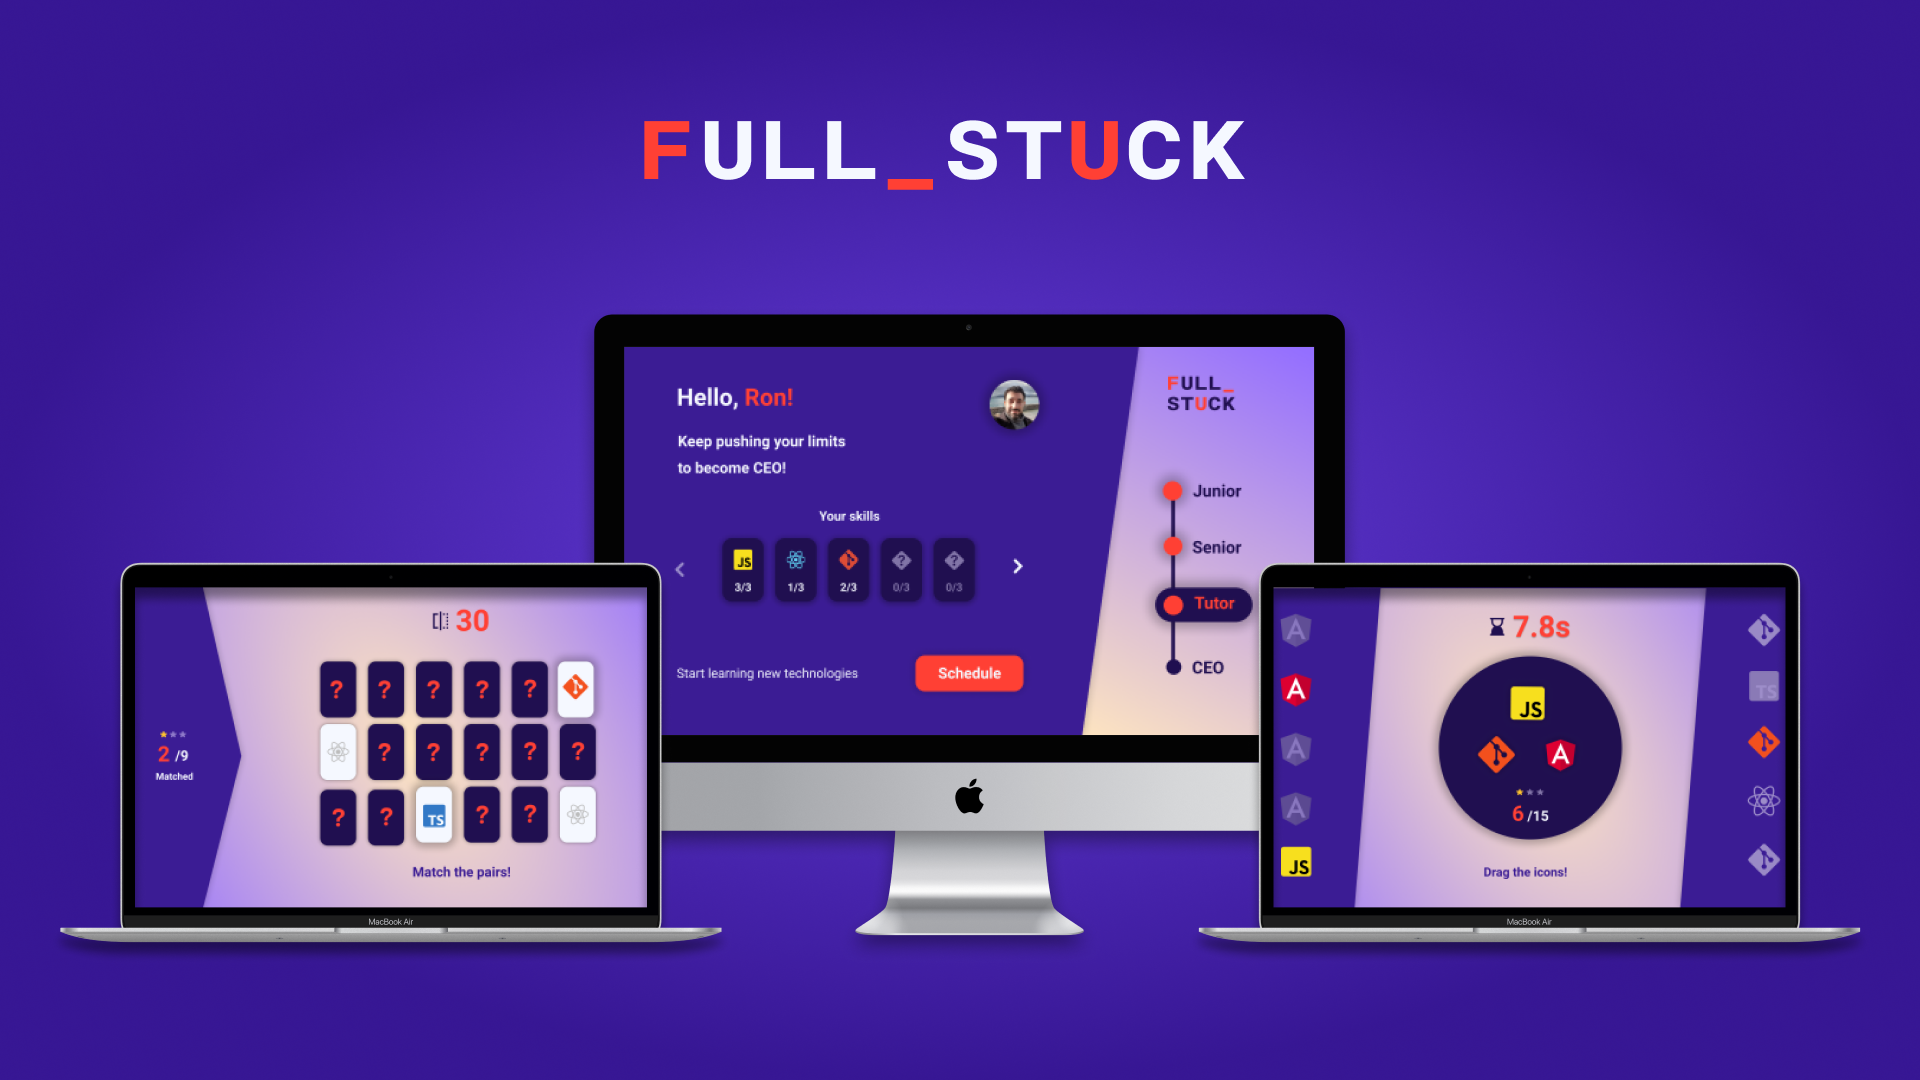 FULL_STUCK
Hello, Ron!
Keep pushing your limits
to become CEO!
Your skills
JS
3/3
1/3
2/3
?
0/3
?
0/3
Start learning new technologies
Schedule
FULL_
STUCK
Junior
Senior
Tutor
CEO
30
? ? ? ? ?
? ? ? ? ?
? ? TS ? ?
2 /9
Matched
Match the pairs!
MacBook Air
7.8s
JS
A
6 /15
Drag the icons!
A
A
A
A
JS
TS
MacBook Air